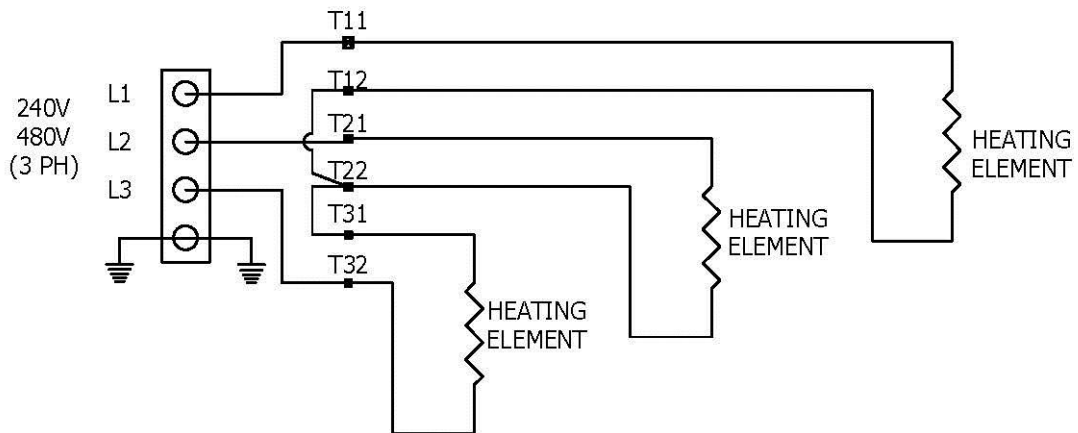 T11
240V
480V
(3 PH)
L1
L2
L3
T12
T21
T22
T31
T32
HEATING
ELEMENT
HEATING
ELEMENT
HEATING
ELEMENT